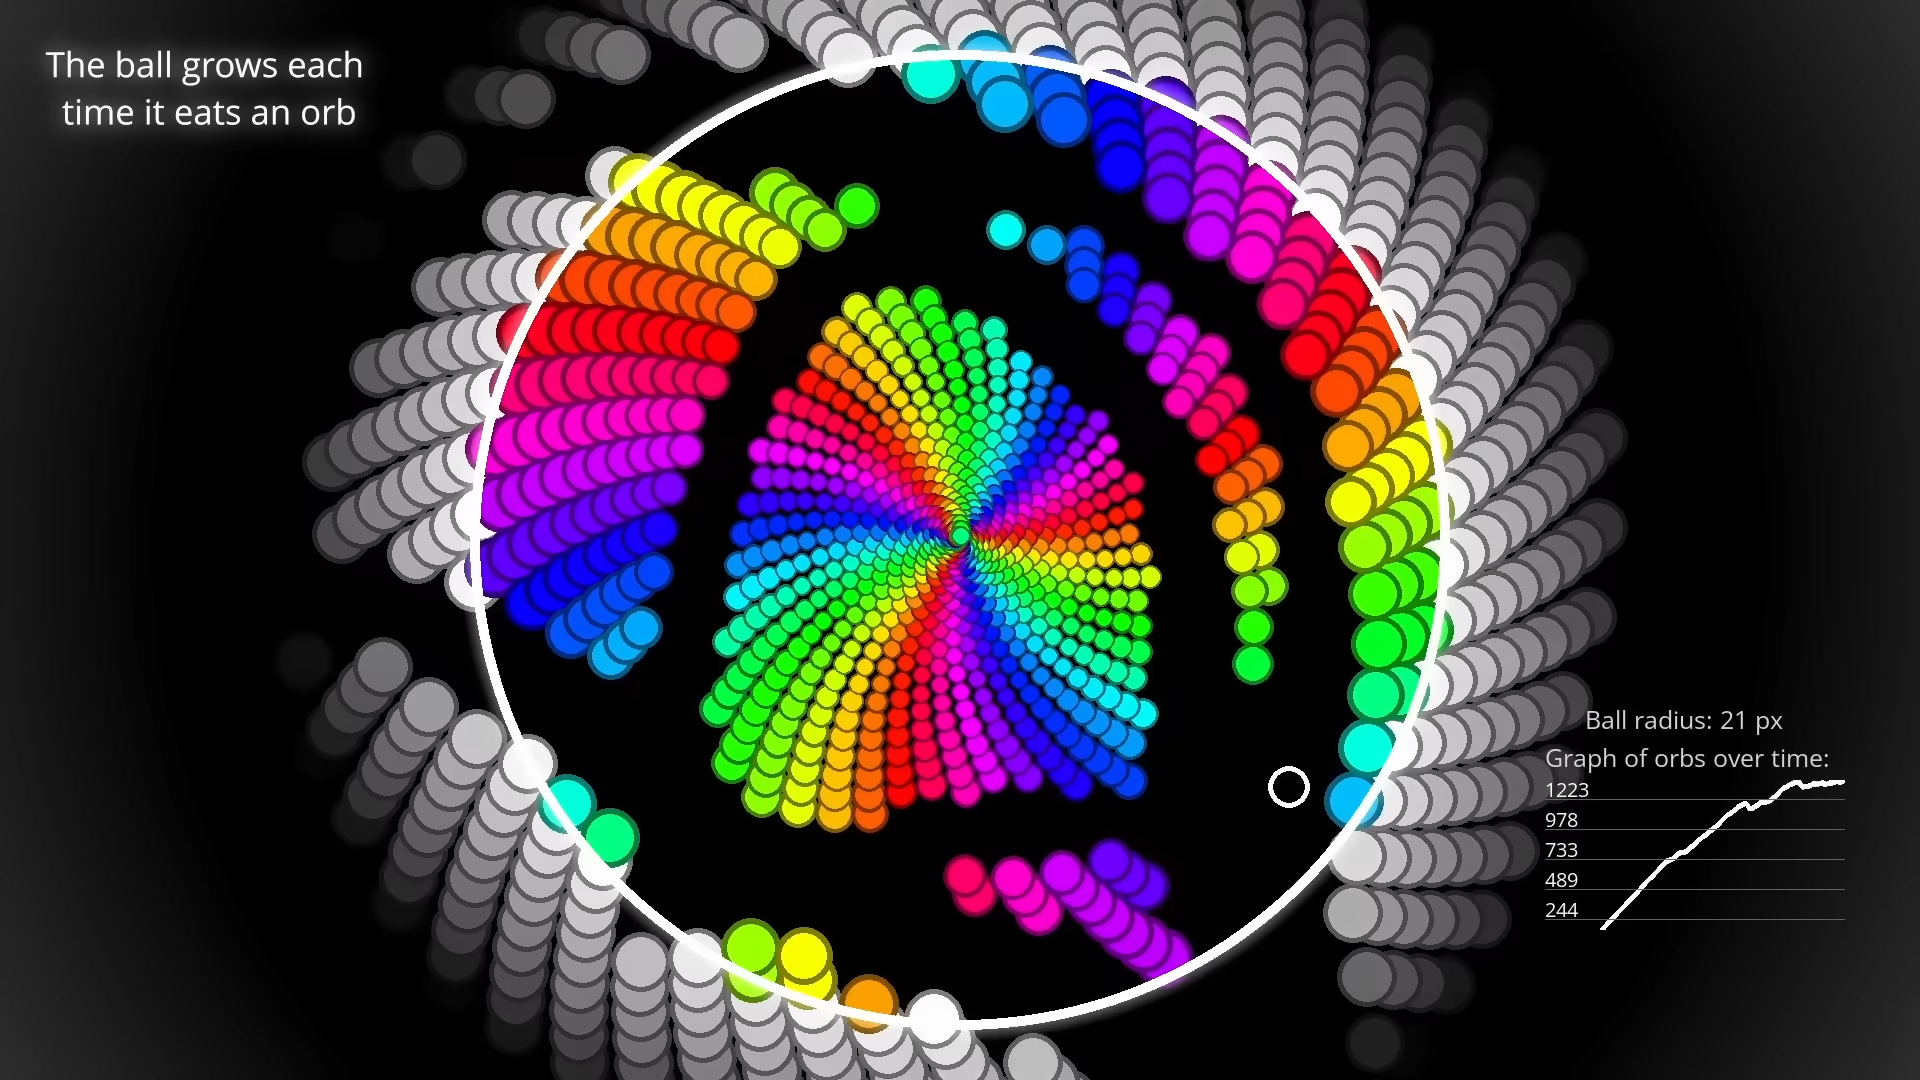 The ball grows each
time it eats an orb
Ball radius: 21 px
Graph of orbs over time:
1223
978
733
489
244